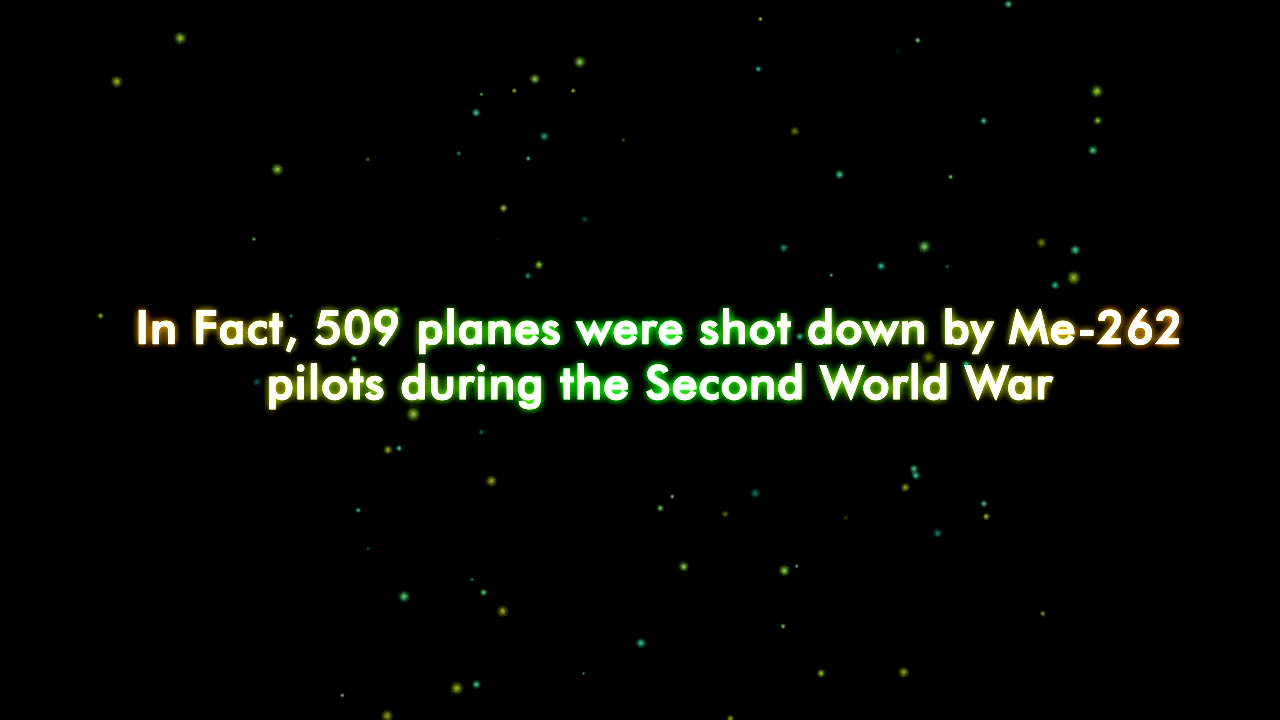 In Fact, 509 planes were shot down by Me-262
pilots during the Second World War